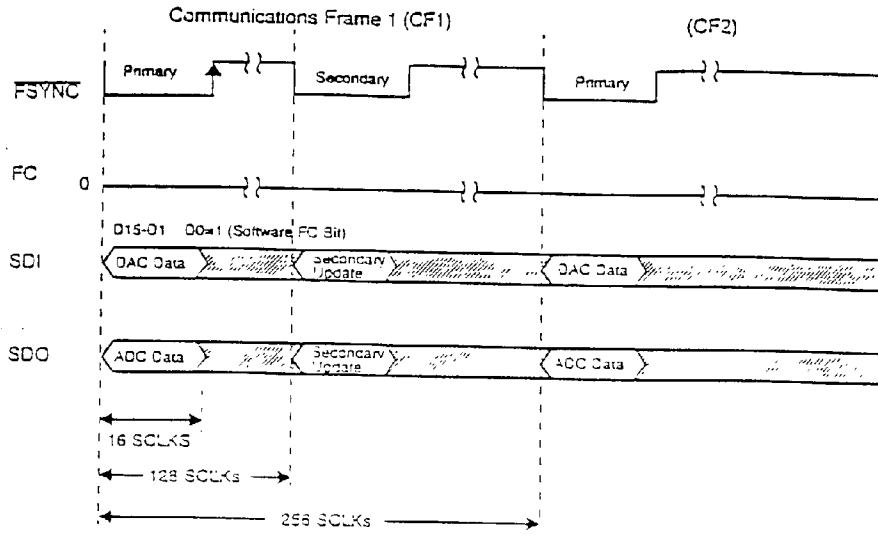 Communications Frame 1 (CF1)
(CF2)
FSYNC
Primary
Secondary
Primary
FC 0
D15-D1 D0=1 (Software FC Bit)
SDI
DAC Data
Secondary
Update
DAC Data
SDO
ADC Data
Secondary
Update
ADC Data
16 SCLKS
128 SCLKs
256 SCLKs